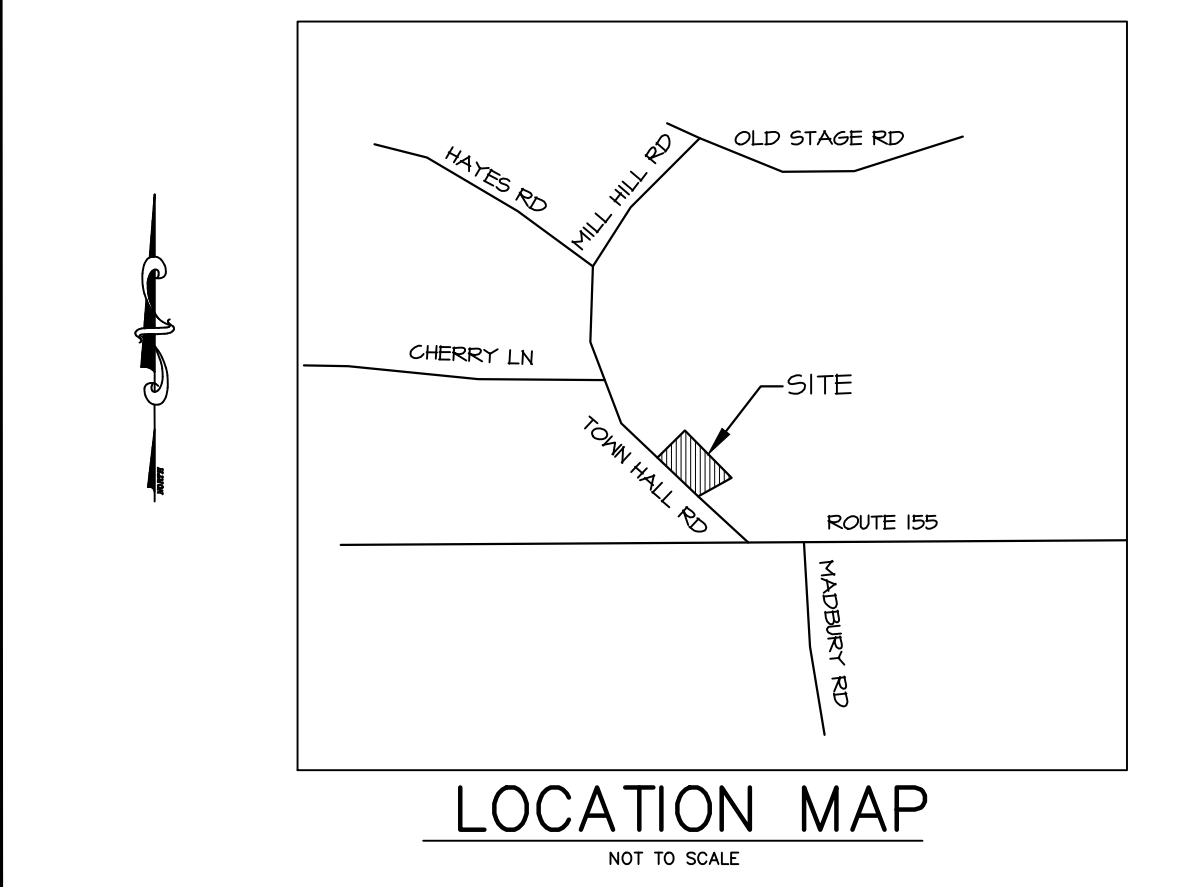 OLD STAGE RD
HAYES RD
MILL HILL RD
CHERRY LN
SITE
TOWN HALL RD
ROUTE 155
MADBURY RD
NORTH
LOCATION MAP
NOT TO SCALE